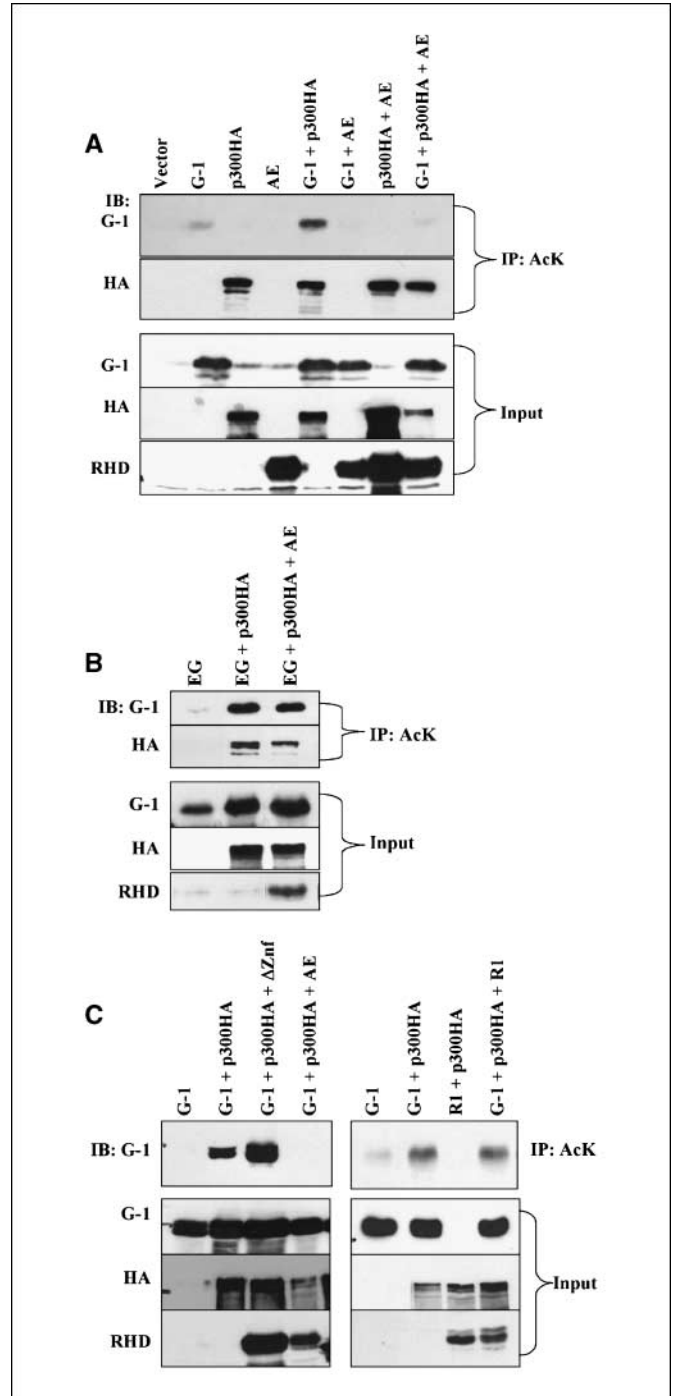 A
Vector
G-1
p300HA
AE
G-1 + p300HA
G-1 + AE
p300HA + AE
G-1 + p300HA + AE
IB:
G-1
HA
IP: AcK
G-1
HA
RHD
Input
B
EG
EG + p300HA
EG + p300HA + AE
IB: G-1
HA
IP: AcK
G-1
HA
RHD
Input
C
G-1
G-1 + p300HA
G-1 + p300HA + ΔZnf
G-1 + p300HA + AE
G-1
G-1 + p300HA
R1 + p300HA
G-1 + p300HA + R1
IB: G-1
IP: AcK
G-1
HA
RHD
Input